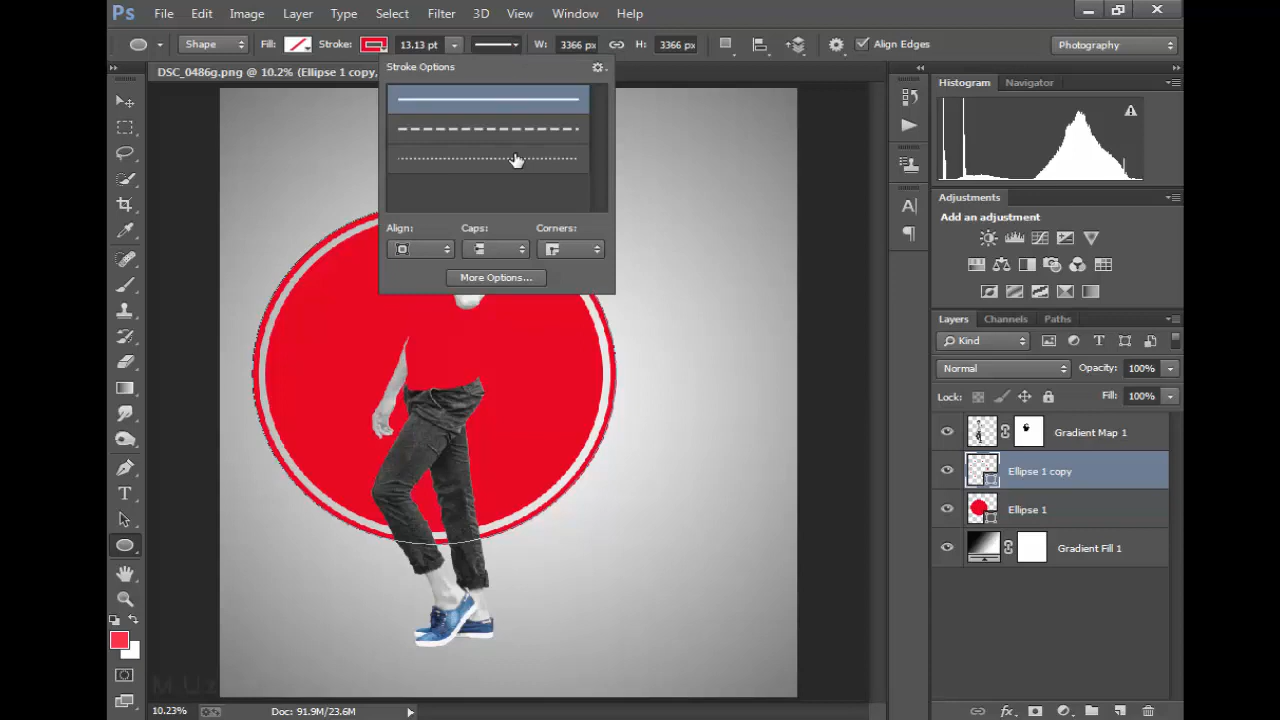 Ps File Edit Image Layer Type Select Filter 3D View Window Help
Shape Fill: Stroke: 13.13 pt W: 3366 px H: 3366 px Align Edges Photography
DSC_0486g.png @ 10.2% (Ellipse 1 copy,
Stroke Options
Align: Caps: Corners:
More Options...
Histogram Navigator
Adjustments
Add an adjustment
Layers Channels Paths
Kind
Normal Opacity: 100%
Lock: Fill: 100%
Gradient Map 1
Ellipse 1 copy
Ellipse 1
Gradient Fill 1
10.23% Doc: 91.9M/23.6M